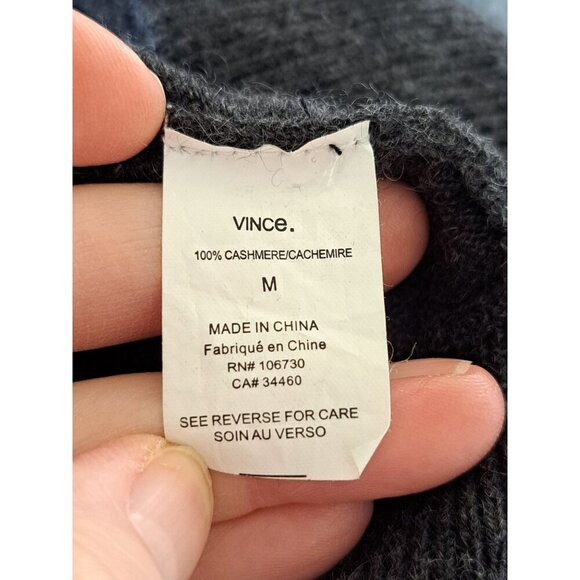 VINCe.
100% CASHMERE/CACHEMIRE
M
MADE IN CHINA
Fabriqué en Chine
RN# 106730
CA# 34460
SEE REVERSE FOR CARE
SOIN AU VERSO